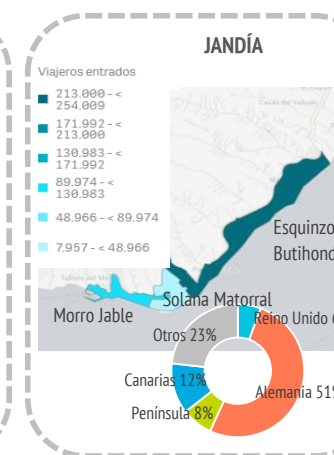 JANDÍA
Viajeros entrados
213.000 - <
254.009
171.992 - <
213.000
130.983 - <
171.992
89.974 - <
130.983
48.966 - < 89.974
7.957 - < 48.966
Esquinzo
Butihond
Solana Matorral
Morro Jable
Reino Unido 6
Otros 23%
Canarias 12%
Alemania 51%
Península 8%